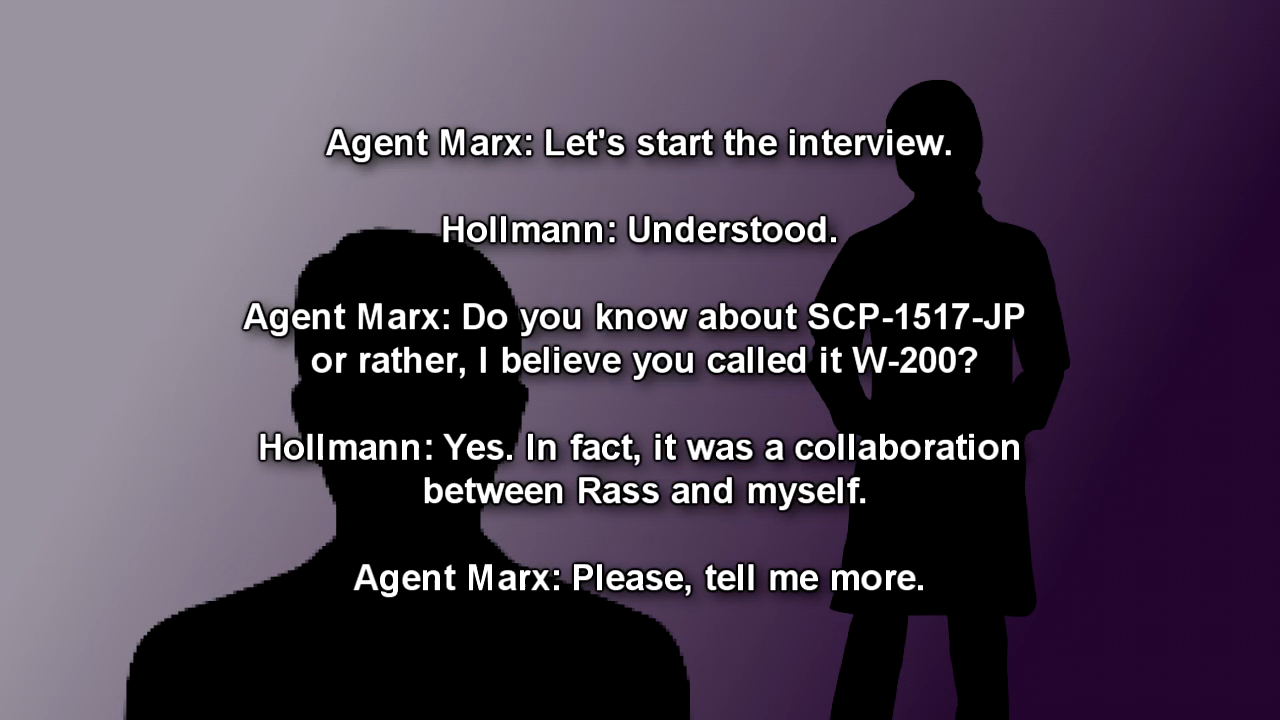 Agent Marx: Let's start the interview.
Hollmann: Understood.
Agent Marx: Do you know about SCP-1517-JP
or rather, I believe you called it W-200?
Hollmann: Yes. In fact, it was a collaboration
between Rass and myself.
Agent Marx: Please, tell me more.